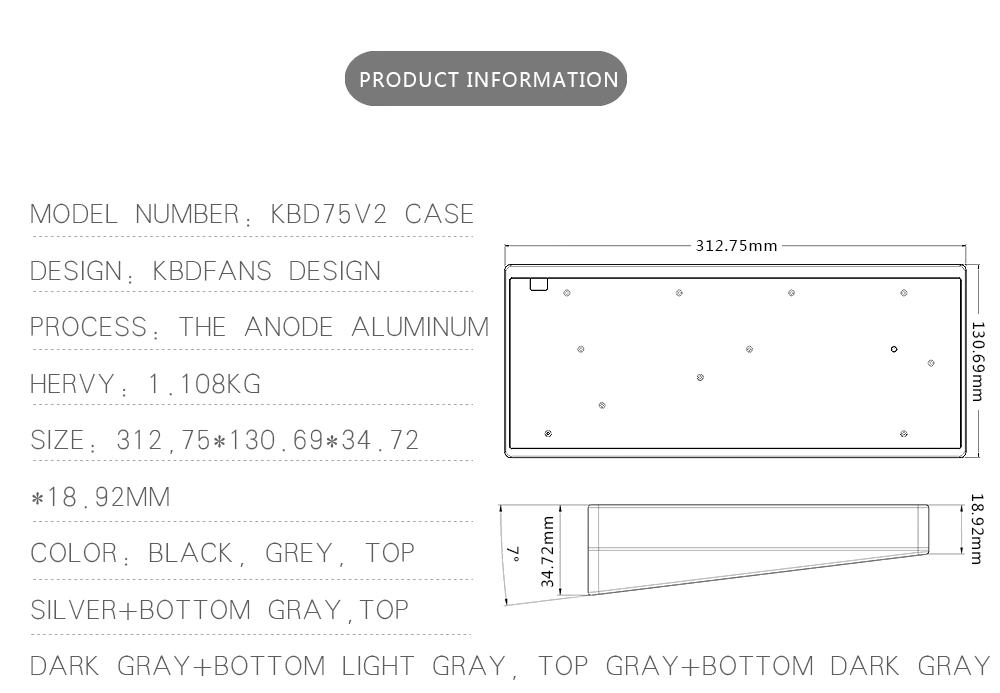 PRODUCT INFORMATION
MODEL NUMBER: KBD75V2 CASE
DESIGN: KBDFANS DESIGN
PROCESS: THE ANODE ALUMINUM
HERVY: 1.108KG
SIZE: 312,75*130.69*34.72
*18.92MM
COLOR: BLACK, GREY, TOP
SILVER+BOTTOM GRAY,TOP
DARK GRAY+BOTTOM LIGHT GRAY, TOP GRAY+BOTTOM DARK GRAY
312.75mm
130.69mm
7°
34.72mm
18.92mm